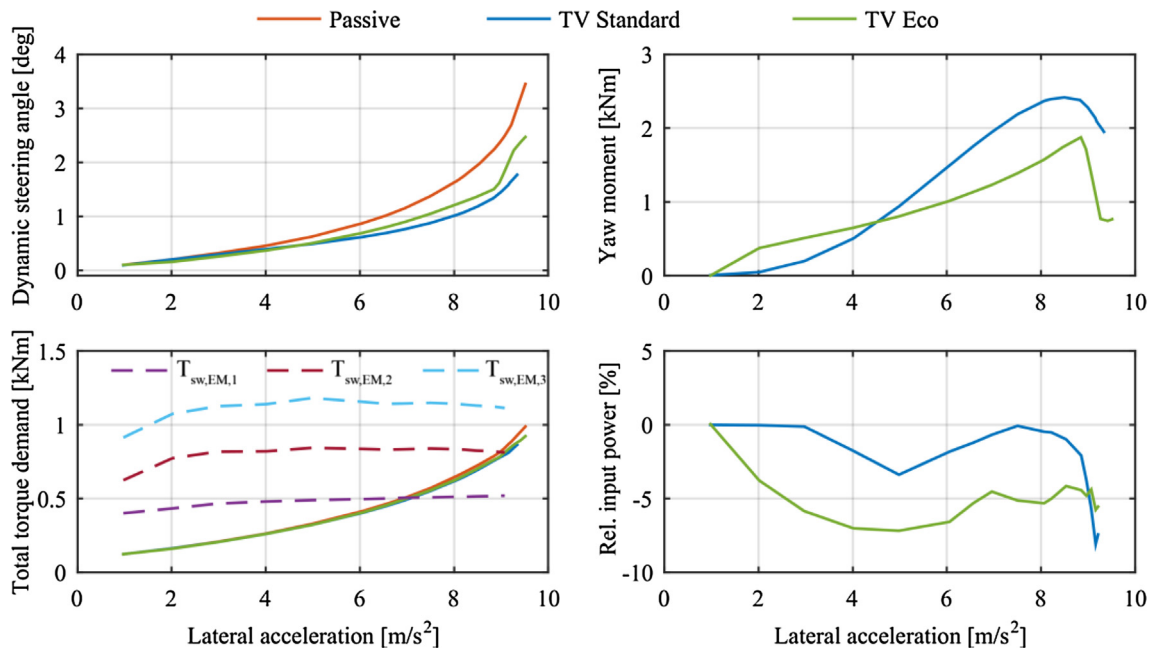 Passive TV Standard TV Eco
Dynamic steering angle [deg]
4
3
2
1
0
0 2 4 6 8 10
Yaw moment [kNm]
3
2
1
0
0 2 4 6 8 10
Total torque demand [kNm]
1.5
1
0.5
0
T_sw,EM,1 T_sw,EM,2 T_sw,EM,3
0 2 4 6 8 10
Lateral acceleration [m/s²]
Rel. input power [%]
5
0
-5
-10
0 2 4 6 8 10
Lateral acceleration [m/s²]